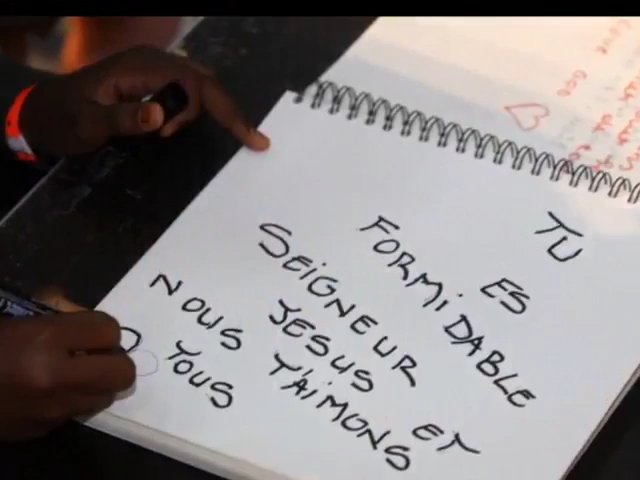 TU
ES
FORMIDABLE
SEIGNEUR
JESUS ET
NOUS T'AIMONS
TOUS